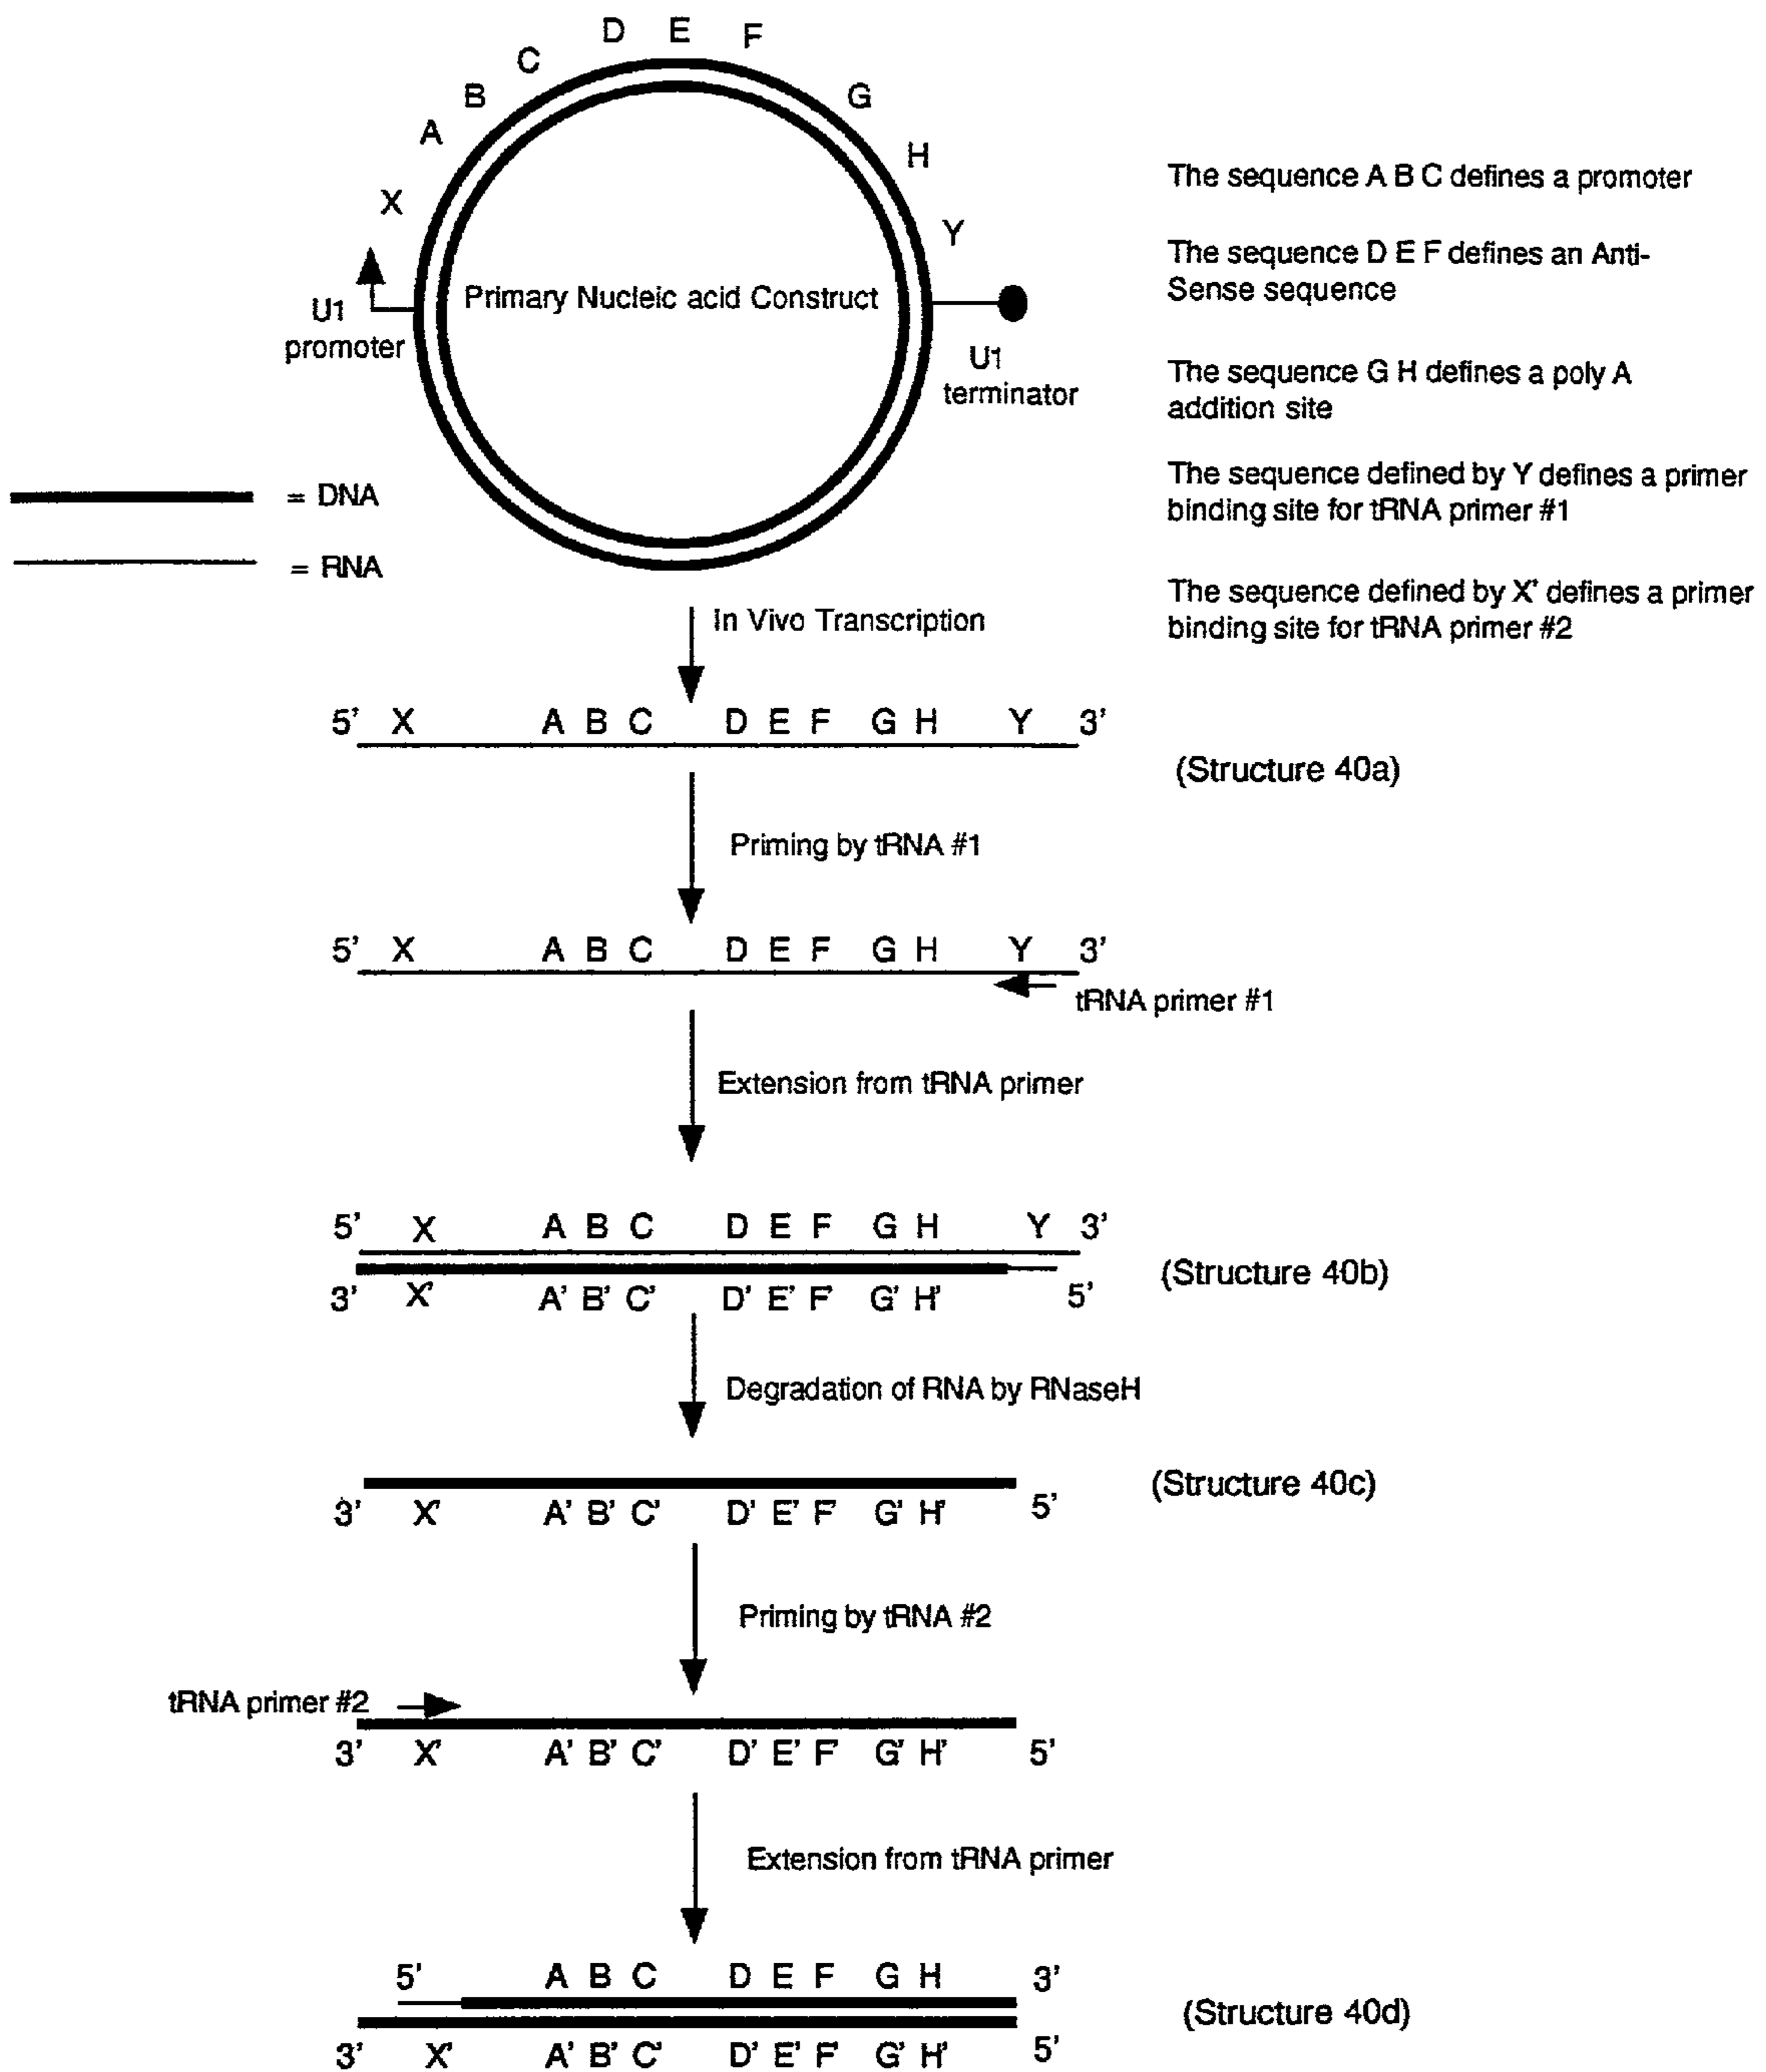 D E F
C
B G
A
H
X
Y
Primary Nucleic acid Construct
U1
promoter
U1
terminator
The sequence A B C defines a promoter
The sequence D E F defines an Anti-
Sense sequence
The sequence G H defines a poly A
addition site
The sequence defined by Y defines a primer
binding site for tRNA primer #1
The sequence defined by X' defines a primer
binding site for tRNA primer #2
= DNA
= RNA
In Vivo Transcription
5' X A B C D E F G H Y 3'
(Structure 40a)
Priming by tRNA #1
5' X A B C D E F G H Y 3'
tRNA primer #1
Extension from tRNA primer
5' X A B C D E F G H Y 3'
(Structure 40b)
3' X' A' B' C' D' E' F' G' H' 5'
Degradation of RNA by RNaseH
(Structure 40c)
3' X' A' B' C' D' E' F' G' H' 5'
Priming by tRNA #2
tRNA primer #2
3' X' A' B' C' D' E' F' G' H' 5'
Extension from tRNA primer
5' A B C D E F G H 3'
(Structure 40d)
3' X' A' B' C' D' E' F' G' H' 5'